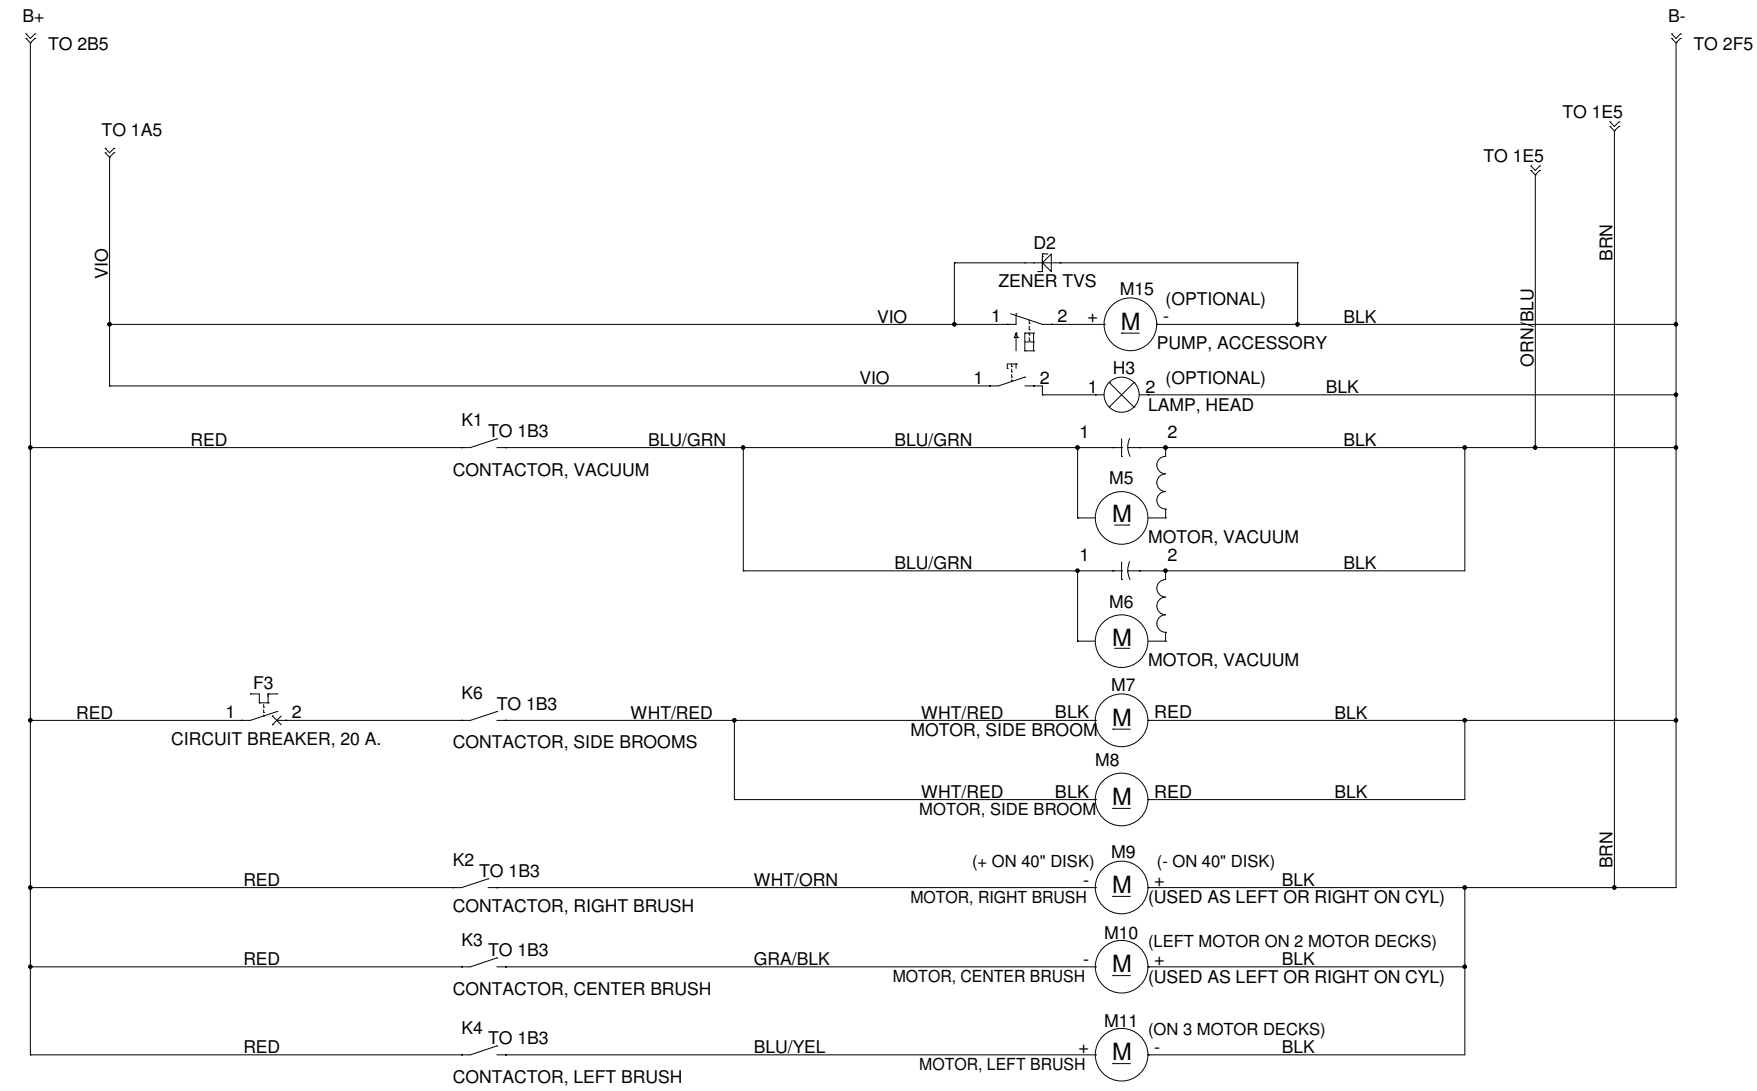 B+
B-
TO 2B5
TO 2F5
TO 1E5
TO 1A5
TO 1E5
VIO
BRN
D2
ZENER TVS
M15
(OPTIONAL)
ORN/BLU
VIO
1
2
+
M
-
BLK
PUMP, ACCESSORY
VIO
1
2
H3
(OPTIONAL)
1
2
BLK
LAMP, HEAD
K1
TO 1B3
RED
BLU/GRN
BLU/GRN
1
2
BLK
CONTACTOR, VACUUM
M5
M
MOTOR, VACUUM
BLU/GRN
1
2
BLK
M6
M
MOTOR, VACUUM
F3
K6
M7
RED
1
2
TO 1B3
WHT/RED
WHT/RED
BLK
M
RED
BLK
CIRCUIT BREAKER, 20 A.
CONTACTOR, SIDE BROOMS
MOTOR, SIDE BROOM
M8
WHT/RED
BLK
M
RED
BLK
MOTOR, SIDE BROOM
BRN
K2
TO 1B3
(+ ON 40" DISK)
M9
(- ON 40" DISK)
RED
WHT/ORN
-
M
+
BLK
CONTACTOR, RIGHT BRUSH
MOTOR, RIGHT BRUSH
(USED AS LEFT OR RIGHT ON CYL)
K3
TO 1B3
M10
(LEFT MOTOR ON 2 MOTOR DECKS)
RED
GRA/BLK
-
M
+
BLK
CONTACTOR, CENTER BRUSH
MOTOR, CENTER BRUSH
(USED AS LEFT OR RIGHT ON CYL)
K4
TO 1B3
M11
(ON 3 MOTOR DECKS)
RED
BLU/YEL
+
M
-
BLK
CONTACTOR, LEFT BRUSH
MOTOR, LEFT BRUSH